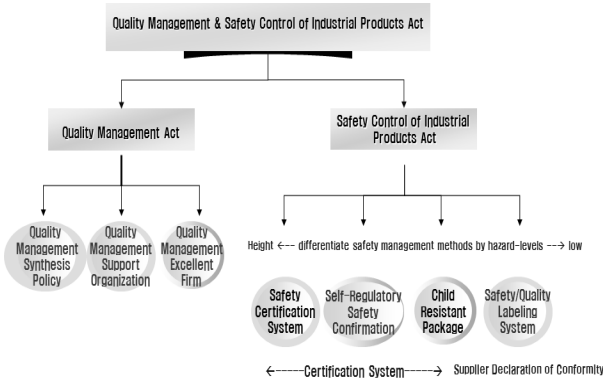 Quality Management & Safety Control of Industrial Products Act
Quality Management Act
Safety Control of Industrial
Products Act
Quality
Management
Synthesis
Policy
Quality
Management
Support
Organization
Quality
Management
Excellent
Firm
Height <-- differentiate safety management methods by hazard-levels --> low
Safety
Certification
System
Self-Regulatory
Safety
Confirmation
Child
Resistant
Package
Safety/Quality
Labeling
System
<-----Certification System----->
Supplier Declaration of Conformity